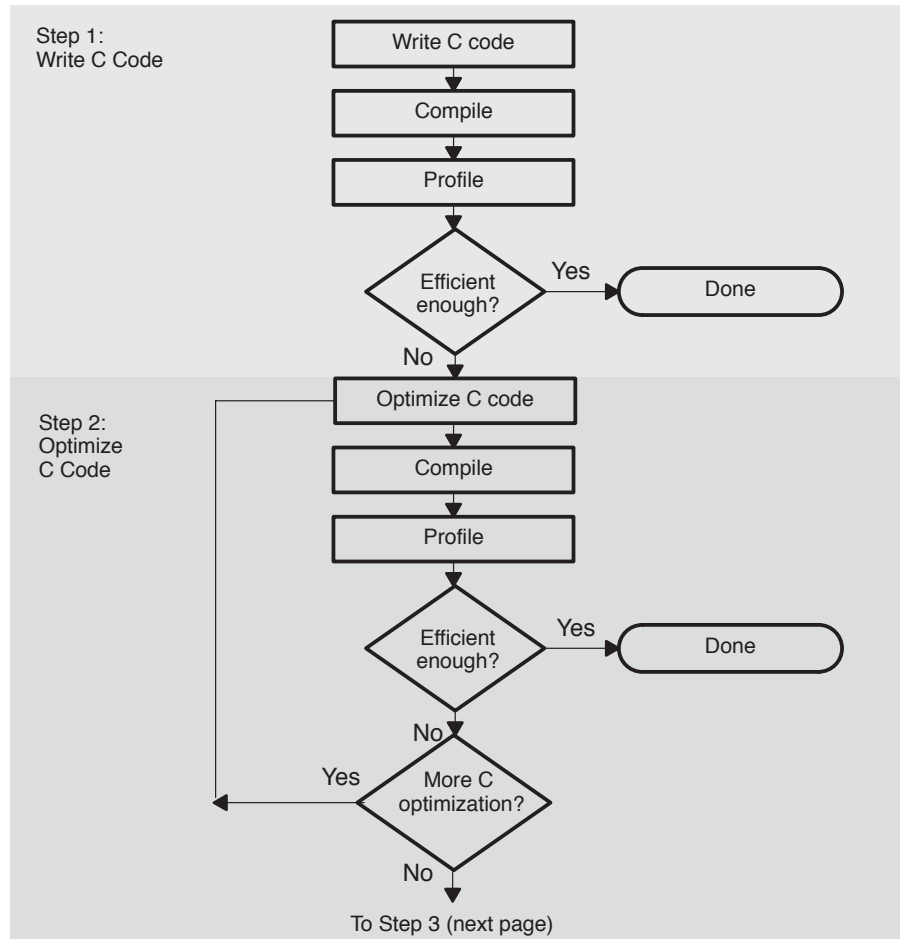 Step 1:
Write C Code
Write C code
Compile
Profile
Efficient
enough?
Yes
Done
No
Step 2:
Optimize
C Code
Optimize C code
Compile
Profile
Efficient
enough?
Yes
Done
No
More C
optimization?
Yes
No
To Step 3 (next page)